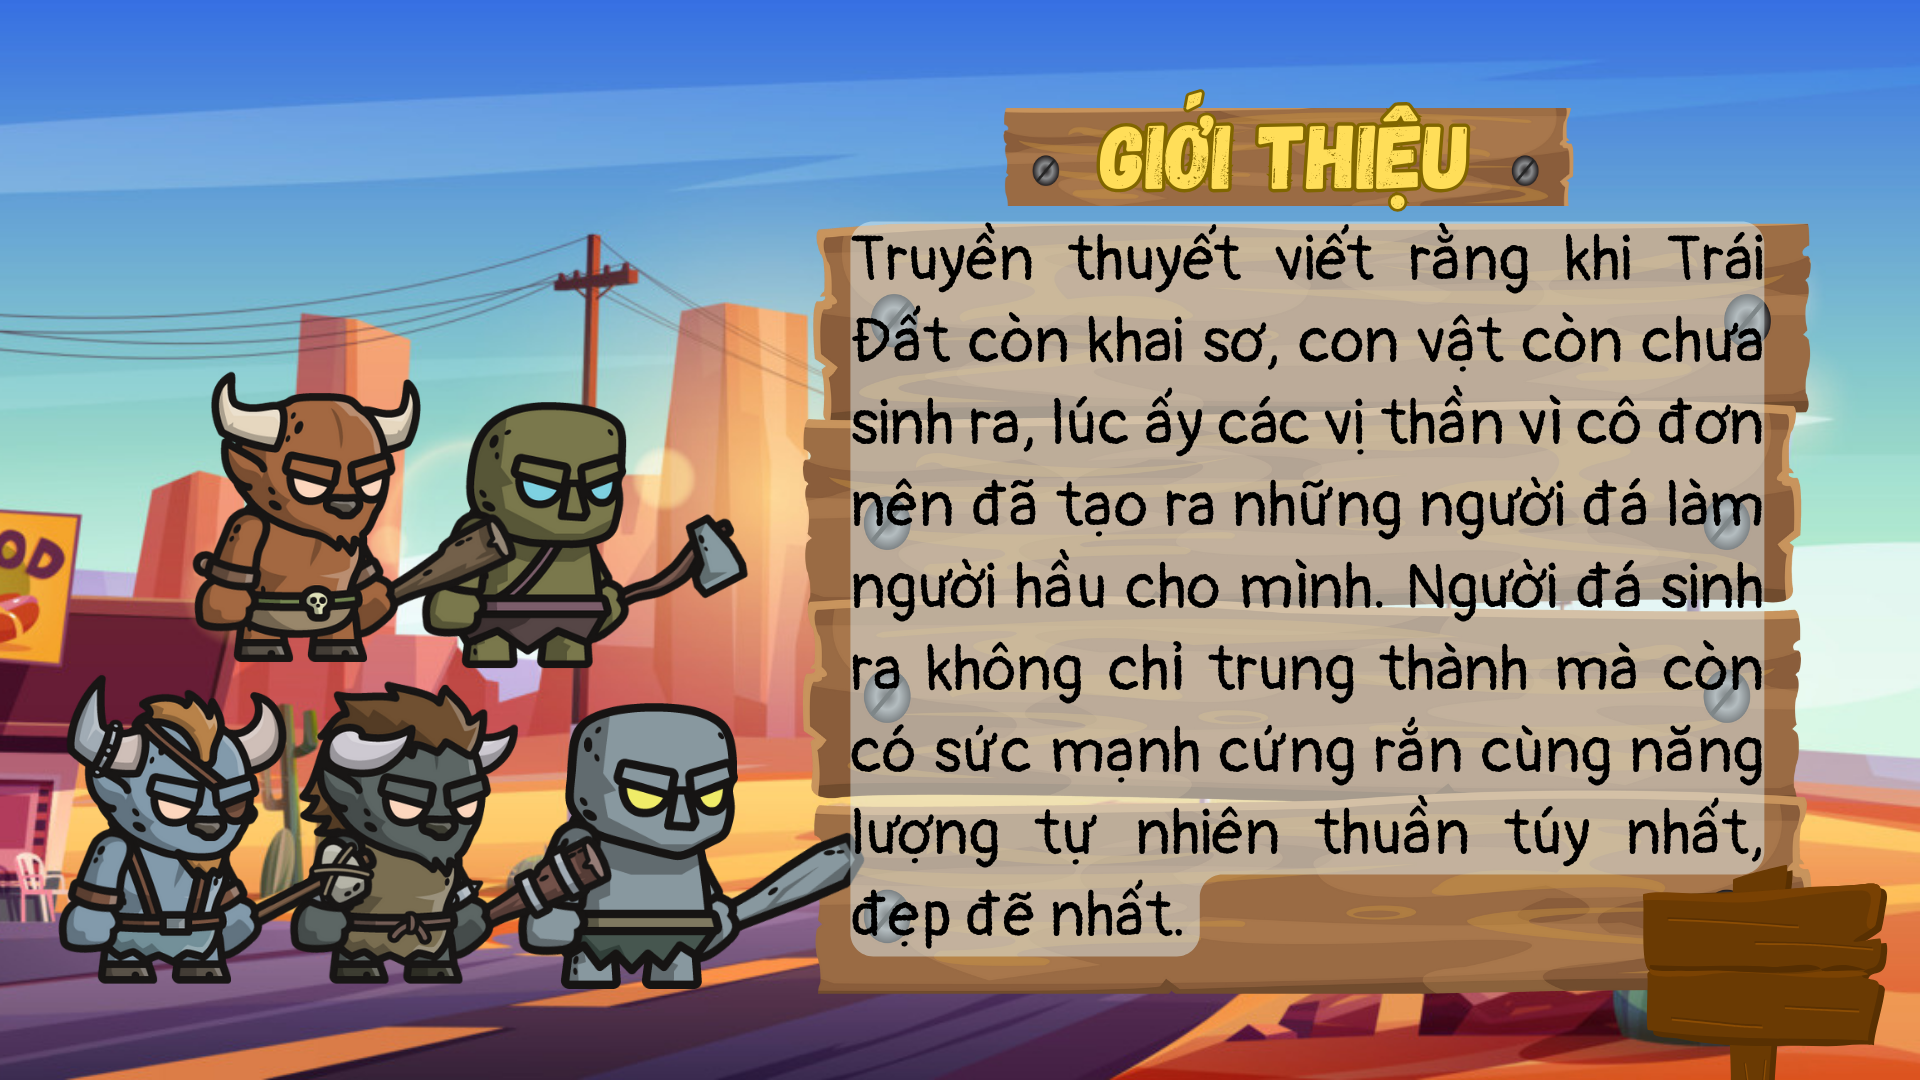 GIỚI THIỆU
Truyền thuyết viết rằng khi Trái
Đất còn khai sơ, con vật còn chưa
sinh ra, lúc ấy các vị thần vì cô đơn
nên đã tạo ra những người đá làm
người hầu cho mình. Người đá sinh
ra không chỉ trung thành mà còn
có sức mạnh cứng rắn cùng năng
lượng tự nhiên thuần túy nhất,
đẹp đẽ nhất.
OD